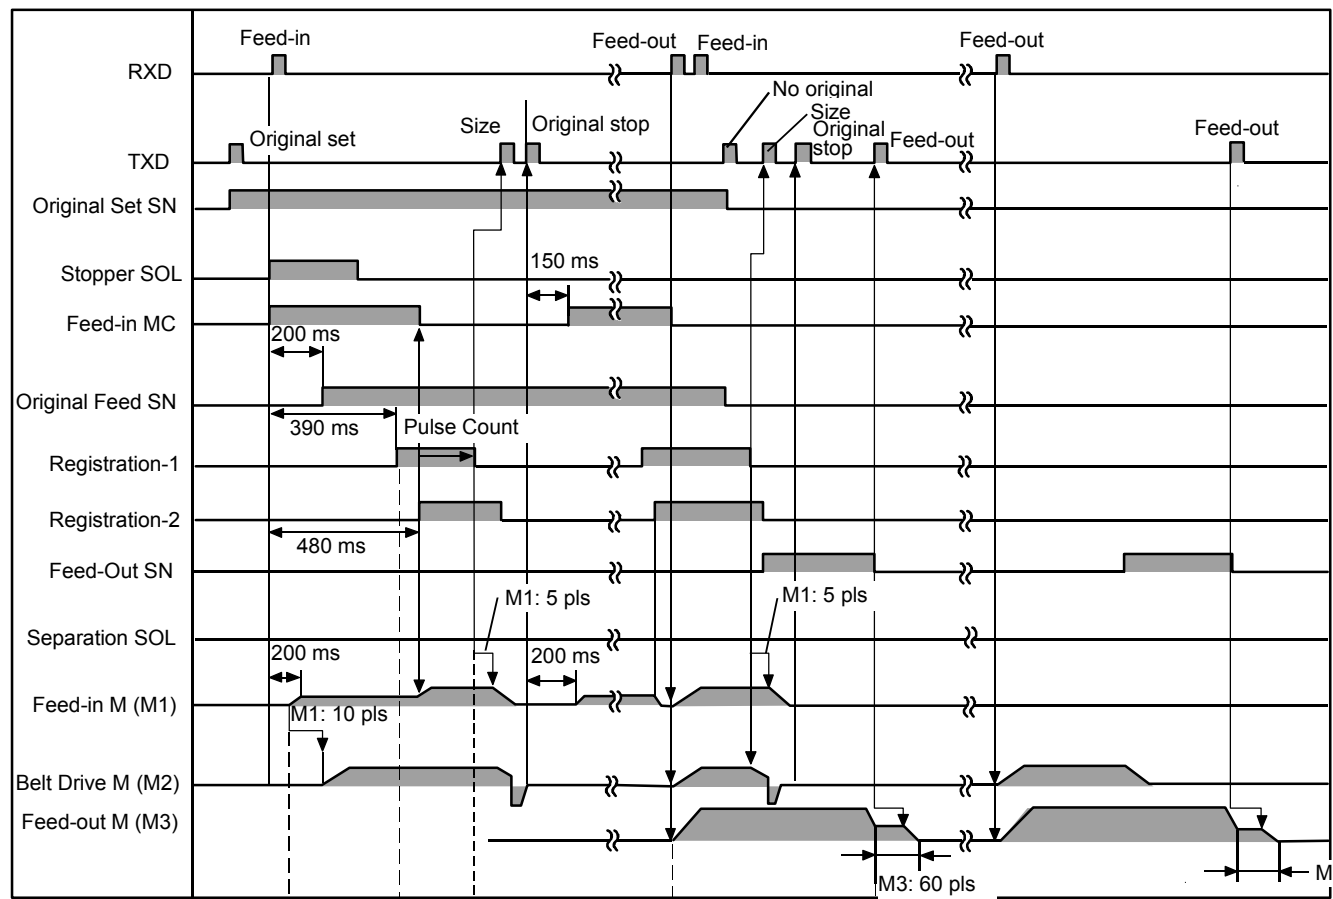 Feed-in
Feed-out
Feed-in
Feed-out
RXD
No original
Size
Original set
Size
Original stop
Original
stop
Feed-out
Feed-out
TXD
Original Set SN
Stopper SOL
150 ms
Feed-in MC
200 ms
Original Feed SN
390 ms
Pulse Count
Registration-1
Registration-2
480 ms
Feed-Out SN
M1: 5 pls
M1: 5 pls
Separation SOL
200 ms
200 ms
Feed-in M (M1)
M1: 10 pls
Belt Drive M (M2)
Feed-out M (M3)
M3: 60 pls
M